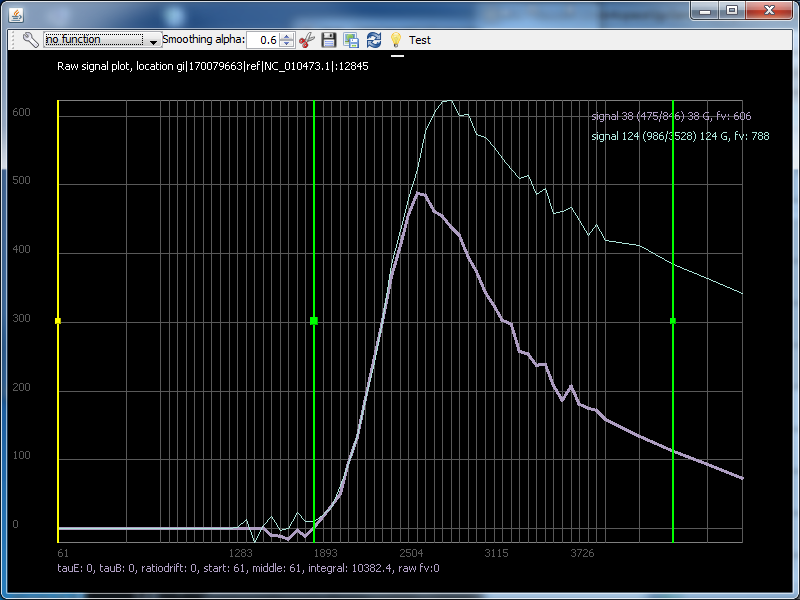 no function Smoothing alpha: 0.6 Test
Raw signal plot, location gi|170079663|ref|NC_010473.1|:12845
600
signal 38 (475/846) 38 G, fv: 606
signal 124 (986/3528) 124 G, fv: 788
500
400
300
200
100
0
61 1283 1893 2504 3115 3726
tauE: 0, tauB: 0, ratiodrift: 0, start: 61, middle: 61, integral: 10382.4, raw fv:0